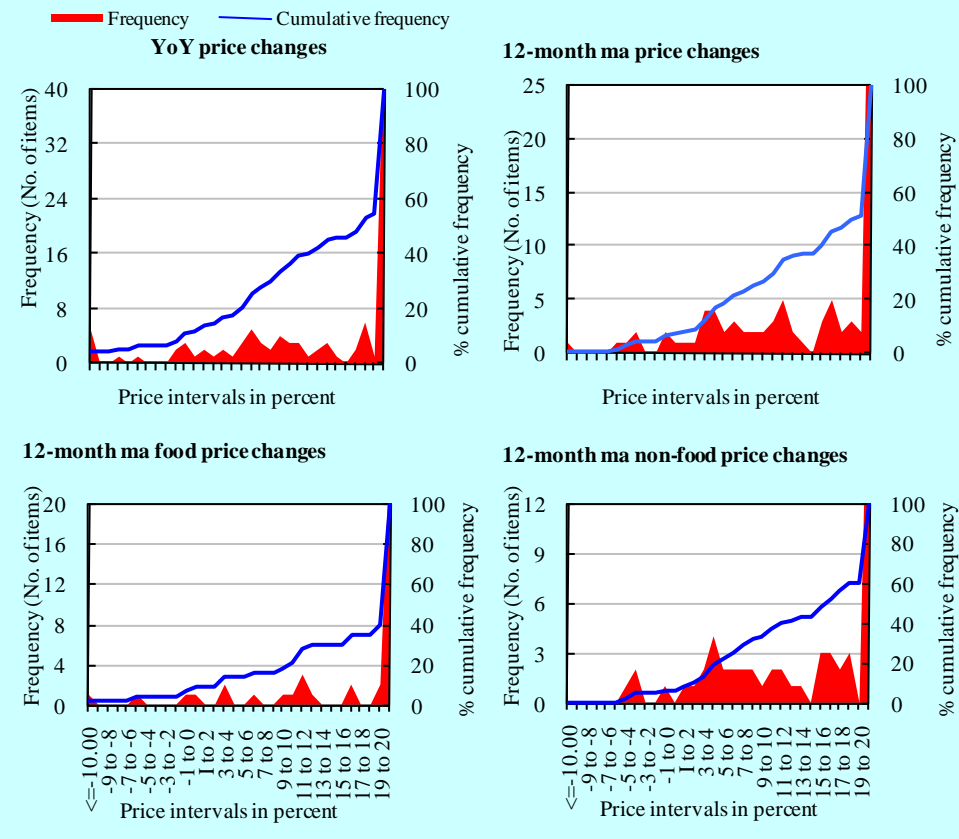 Frequency Cumulative frequency
YoY price changes
40
32
24
16
8
0
100
80
60
40
20
0
Frequency (No. of items)
% cumulative frequency
Price intervals in percent
12-month ma price changes
25
20
15
10
5
0
100
80
60
40
20
0
Frequency (No. of items)
% cumulative frequency
Price intervals in percent
12-month ma food price changes
20
16
12
8
4
0
100
80
60
40
20
0
Frequency (No. of items)
% cumulative frequency
<=-10.00
-9 to -8
-7 to -6
-5 to -4
-3 to -2
-1 to 0
1 to 2
3 to 4
5 to 6
7 to 8
9 to 10
11 to 12
13 to 14
15 to 16
17 to 18
19 to 20
Price intervals in percent
12-month ma non-food price changes
12
9
6
3
0
100
80
60
40
20
0
Frequency (No. of items)
% cumulative frequency
<=-10.00
-9 to -8
-7 to -6
-5 to -4
-3 to -2
-1 to 0
1 to 2
3 to 4
5 to 6
7 to 8
9 to 10
11 to 12
13 to 14
15 to 16
17 to 18
19 to 20
Price intervals in percent